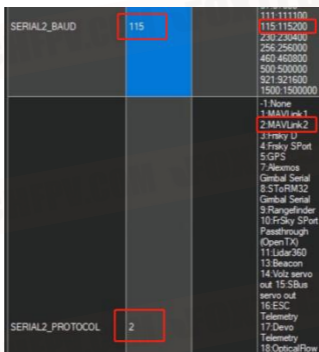 111:111100
SERIAL2_BAUD 115 115:115200
230:230400
256:256000
460:460800
500:500000
921:921600
1500:1500000
-1:None
1:MAVLink1
2:MAVLink2
3:Frsky D
4:Frsky SPort
5:GPS
7:Alexmos
Gimbal Serial
8:SToRM32
Gimbal Serial
9:Rangefinder
10:FrSky SPort
Passthrough
(OpenTX)
11:Lidar360
13:Beacon
14:Volz servo
out 15:SBus
servo out
16:ESC
Telemetry
SERIAL2_PROTOCOL 2 17:Devo
Telemetry
18:OpticalFlow